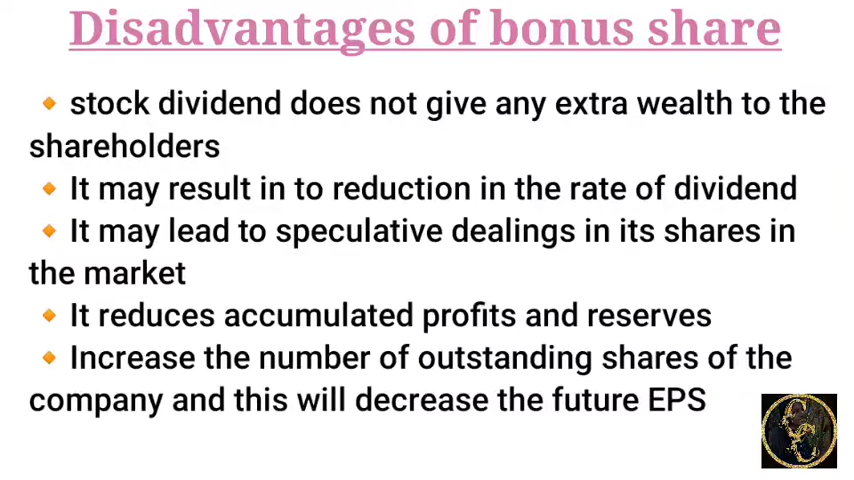 Disadvantages of bonus share
🔸 stock dividend does not give any extra wealth to the
shareholders
🔸 It may result in to reduction in the rate of dividend
🔸 It may lead to speculative dealings in its shares in
the market
🔸 It reduces accumulated profits and reserves
🔸 Increase the number of outstanding shares of the
company and this will decrease the future EPS